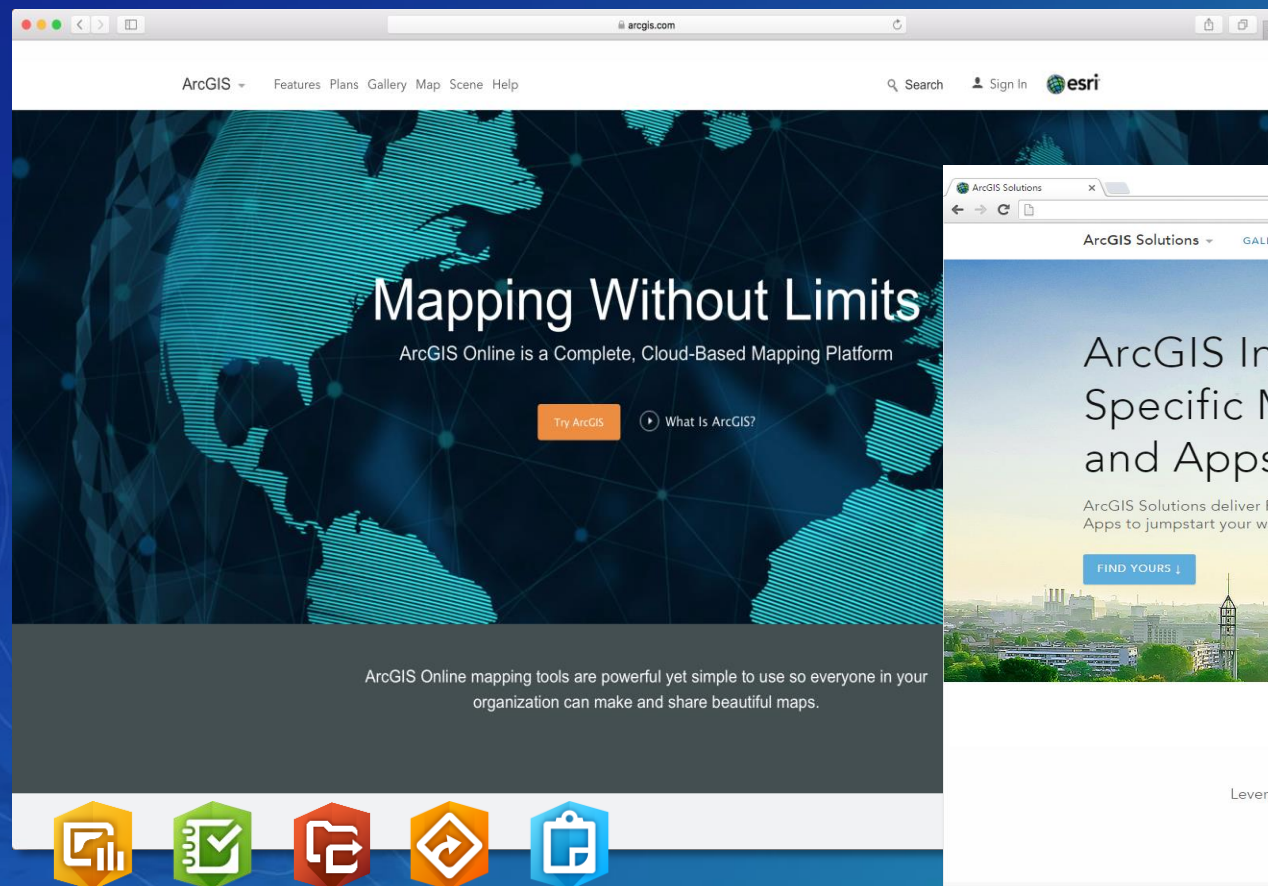 arcgis.com
ArcGIS Features Plans Gallery Map Scene Help Search Sign In esri
Mapping Without Limits
ArcGIS Online is a Complete, Cloud-Based Mapping Platform
Try ArcGIS What Is ArcGIS?
ArcGIS Online mapping tools are powerful yet simple to use so everyone in your
organization can make and share beautiful maps.
ArcGIS Solutions
ArcGIS Solutions
ArcGIS
Specific
and Apps
ArcGIS Solutions deliver
Apps to jumpstart your
FIND YOURS ↓